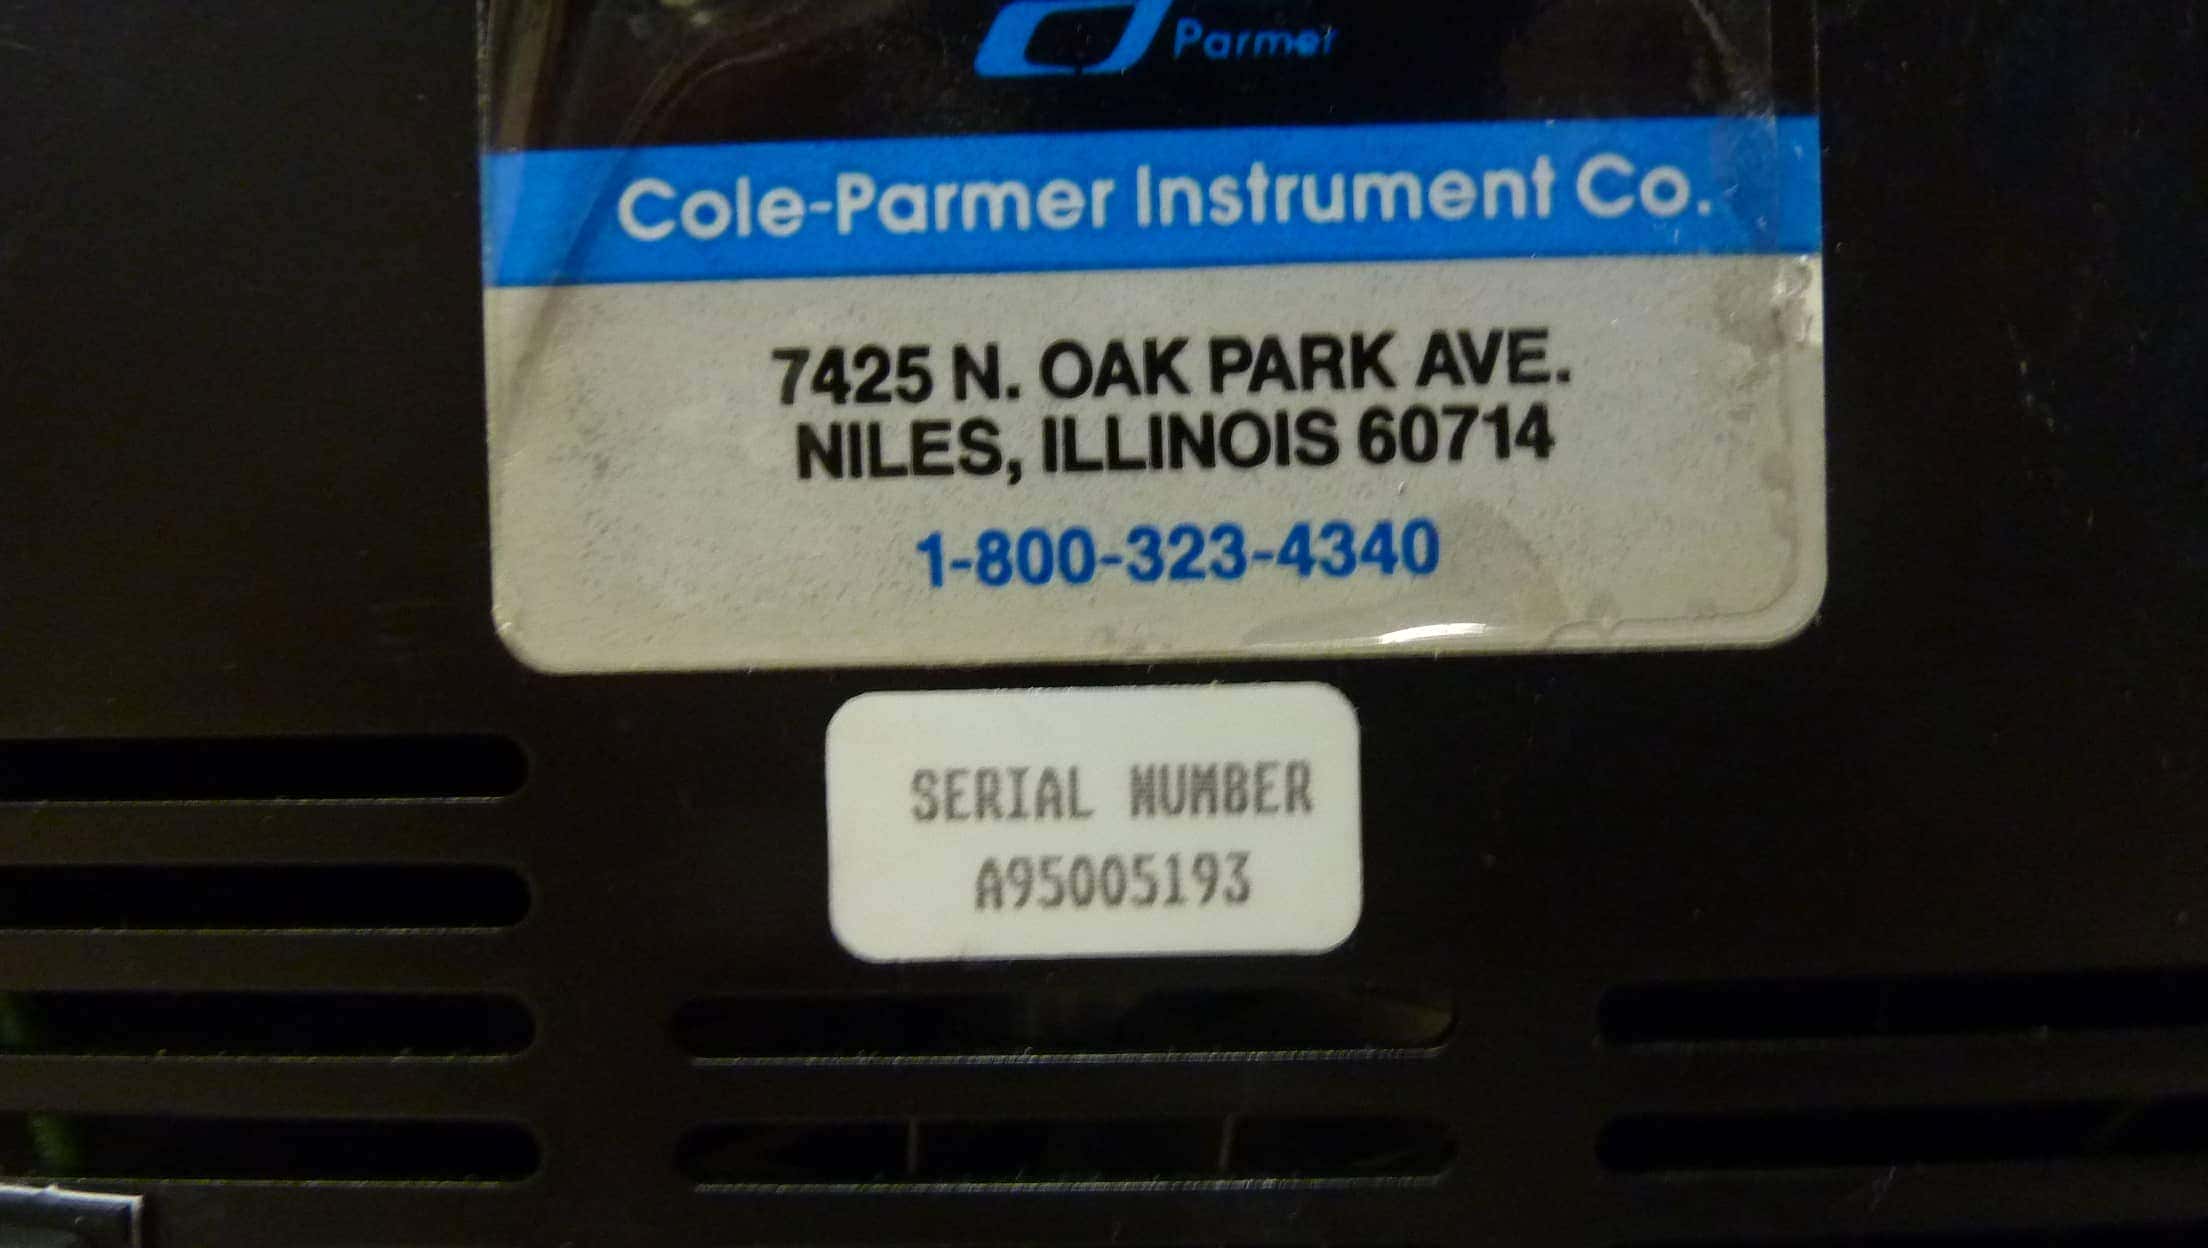 Parmer
Cole-Parmer Instrument Co.
7425 N. OAK PARK AVE.
NILES, ILLINOIS 60714
1-800-323-4340
SERIAL NUMBER
A95005193